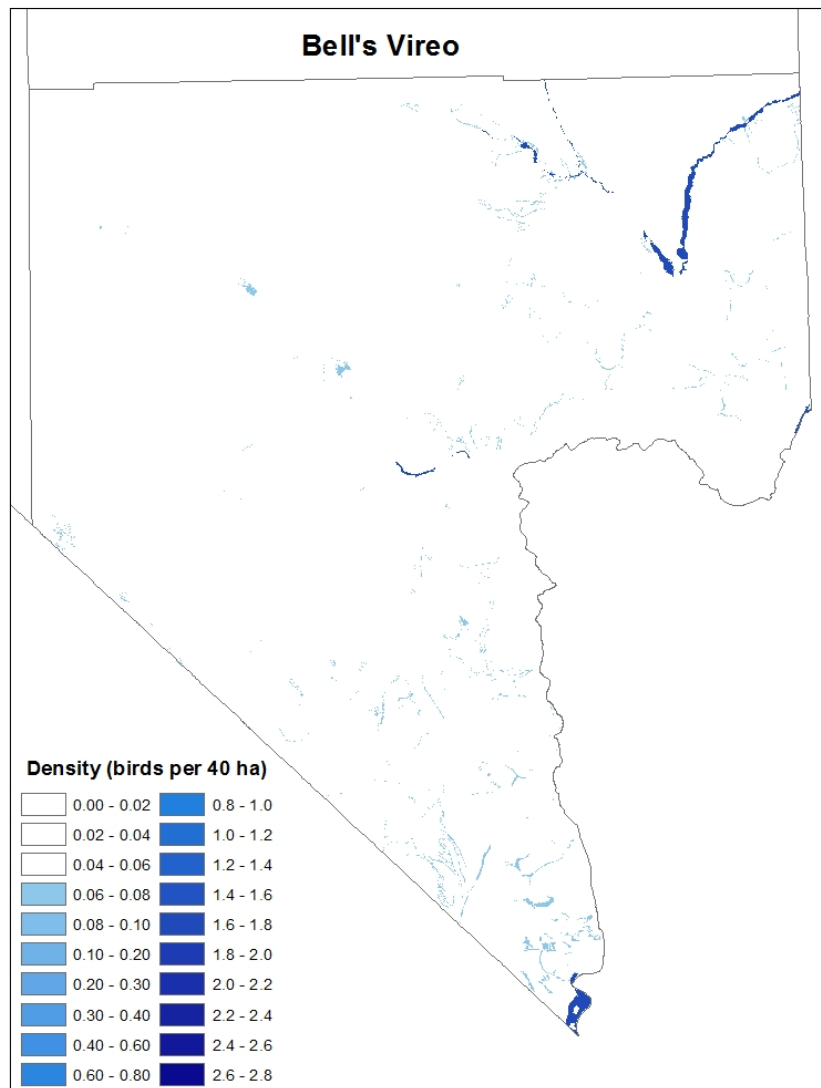 Bell's Vireo
Density (birds per 40 ha)
0.00 - 0.02 0.8 - 1.0
0.02 - 0.04 1.0 - 1.2
0.04 - 0.06 1.2 - 1.4
0.06 - 0.08 1.4 - 1.6
0.08 - 0.10 1.6 - 1.8
0.10 - 0.20 1.8 - 2.0
0.20 - 0.30 2.0 - 2.2
0.30 - 0.40 2.2 - 2.4
0.40 - 0.60 2.4 - 2.6
0.60 - 0.80 2.6 - 2.8